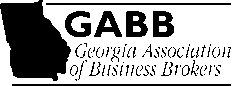 GABB
Georgia Association
of Business Brokers